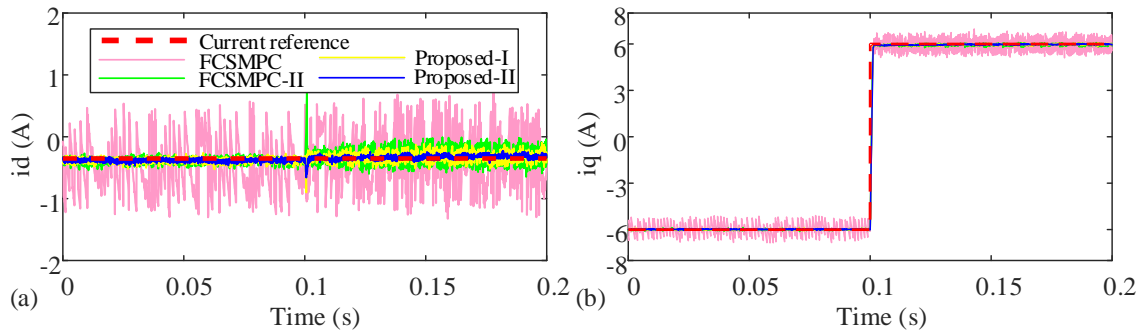 2
1
0
-1
-2
id (A)
Current reference
FCSMPC
FCSMPC-II
Proposed-I
Proposed-II
0
0.05
0.1
0.15
0.2
Time (s)
(a)
8
6
3
0
-3
-6
-8
iq (A)
0
0.05
0.1
0.15
0.2
Time (s)
(b)